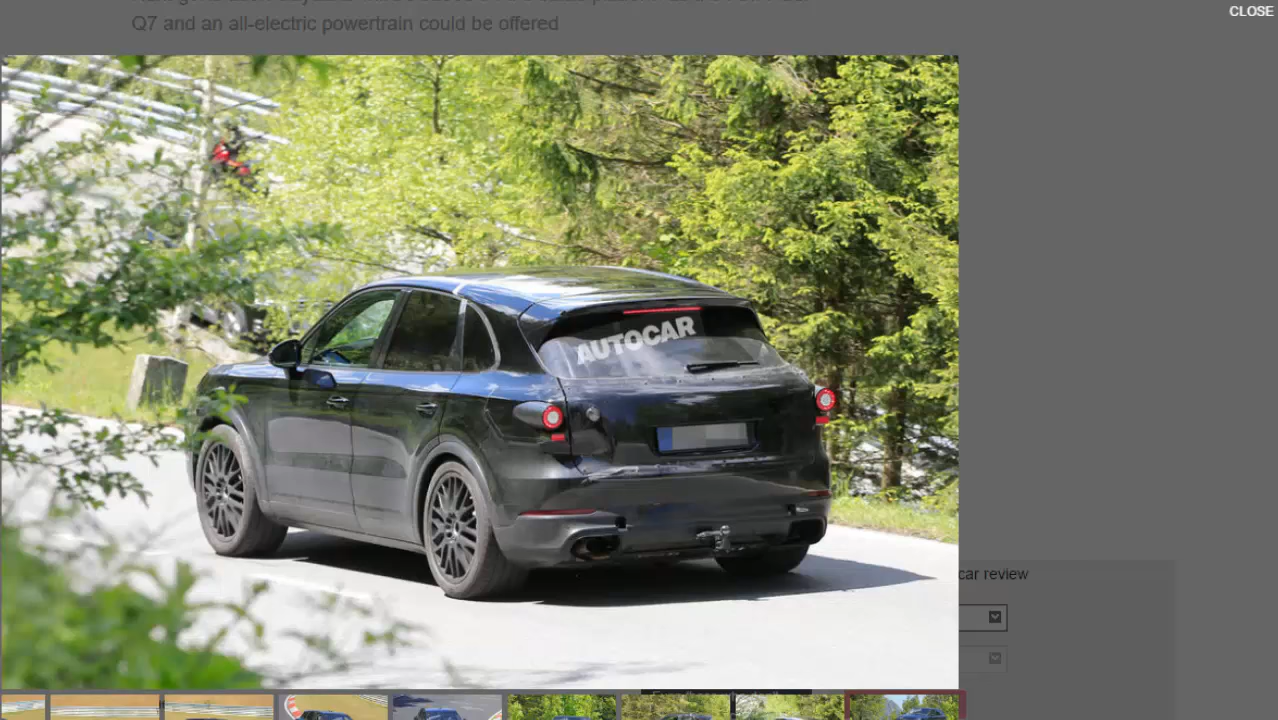 CLOSE
Q7 and an all-electric powertrain could be offered
AUTOCAR
car review